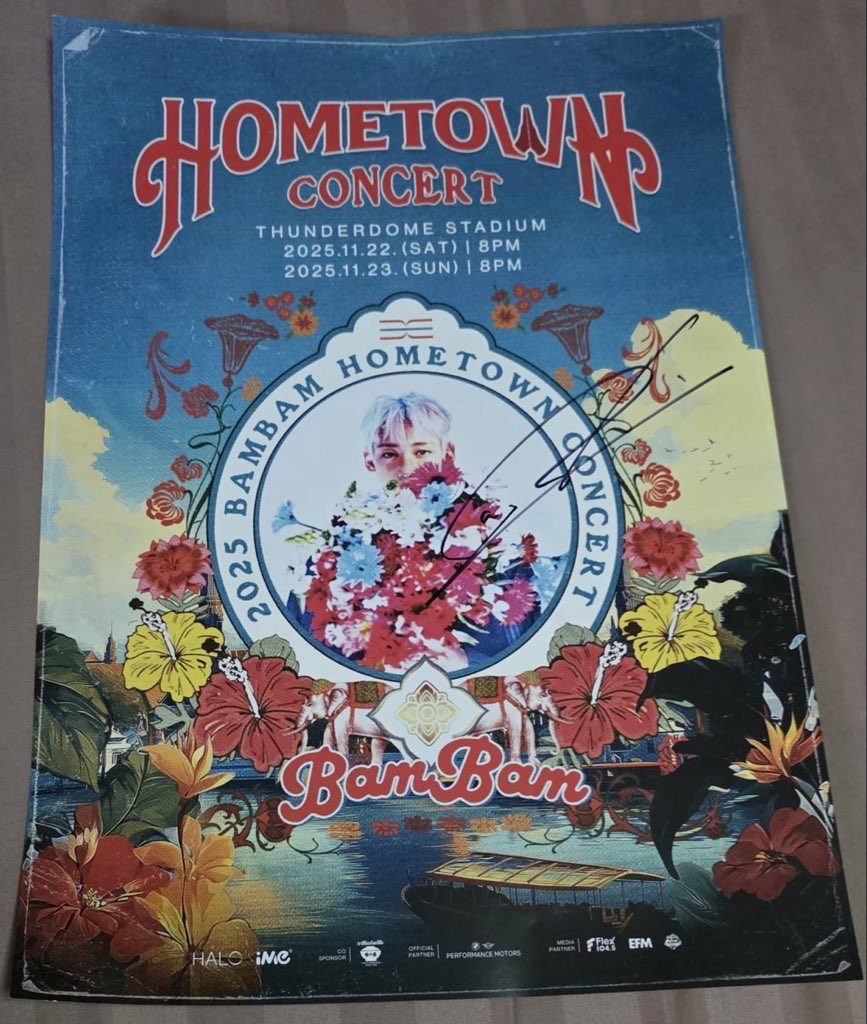 HOMETOWN
CONCERT
THUNDERDOME STADIUM
2025.11.22.(SAT) | 8PM
2025.11.23.(SUN) | 8PM
2025 BAMBAM HOMETOWN CONCERT
BamBam
HALO iMe
CO SPONSOR
OFFICIAL PARTNER
PERFORMANCE MOTORS
MEDIA PARTNER
Flex 104.5
EFM